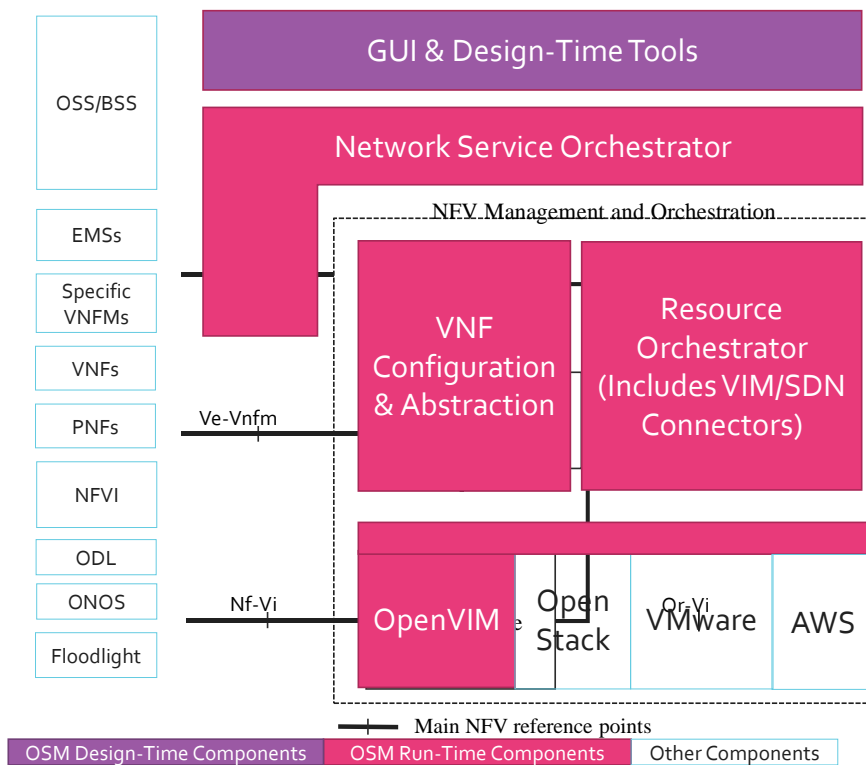 GUI & Design-Time Tools
OSS/BSS
Network Service Orchestrator
NFV Management and Orchestration
EMSs
Specific
VNFMs
VNF
Configuration
& Abstraction
Resource
Orchestrator
(Includes VIM/SDN
Connectors)
VNFs
PNFs
Ve-Vnfm
NFVI
ODL
ONOS
Floodlight
Nf-Vi
OpenVIM
e
Open
Stack
Or-Vi
VMware
AWS
Main NFV reference points
OSM Design-Time Components
OSM Run-Time Components
Other Components